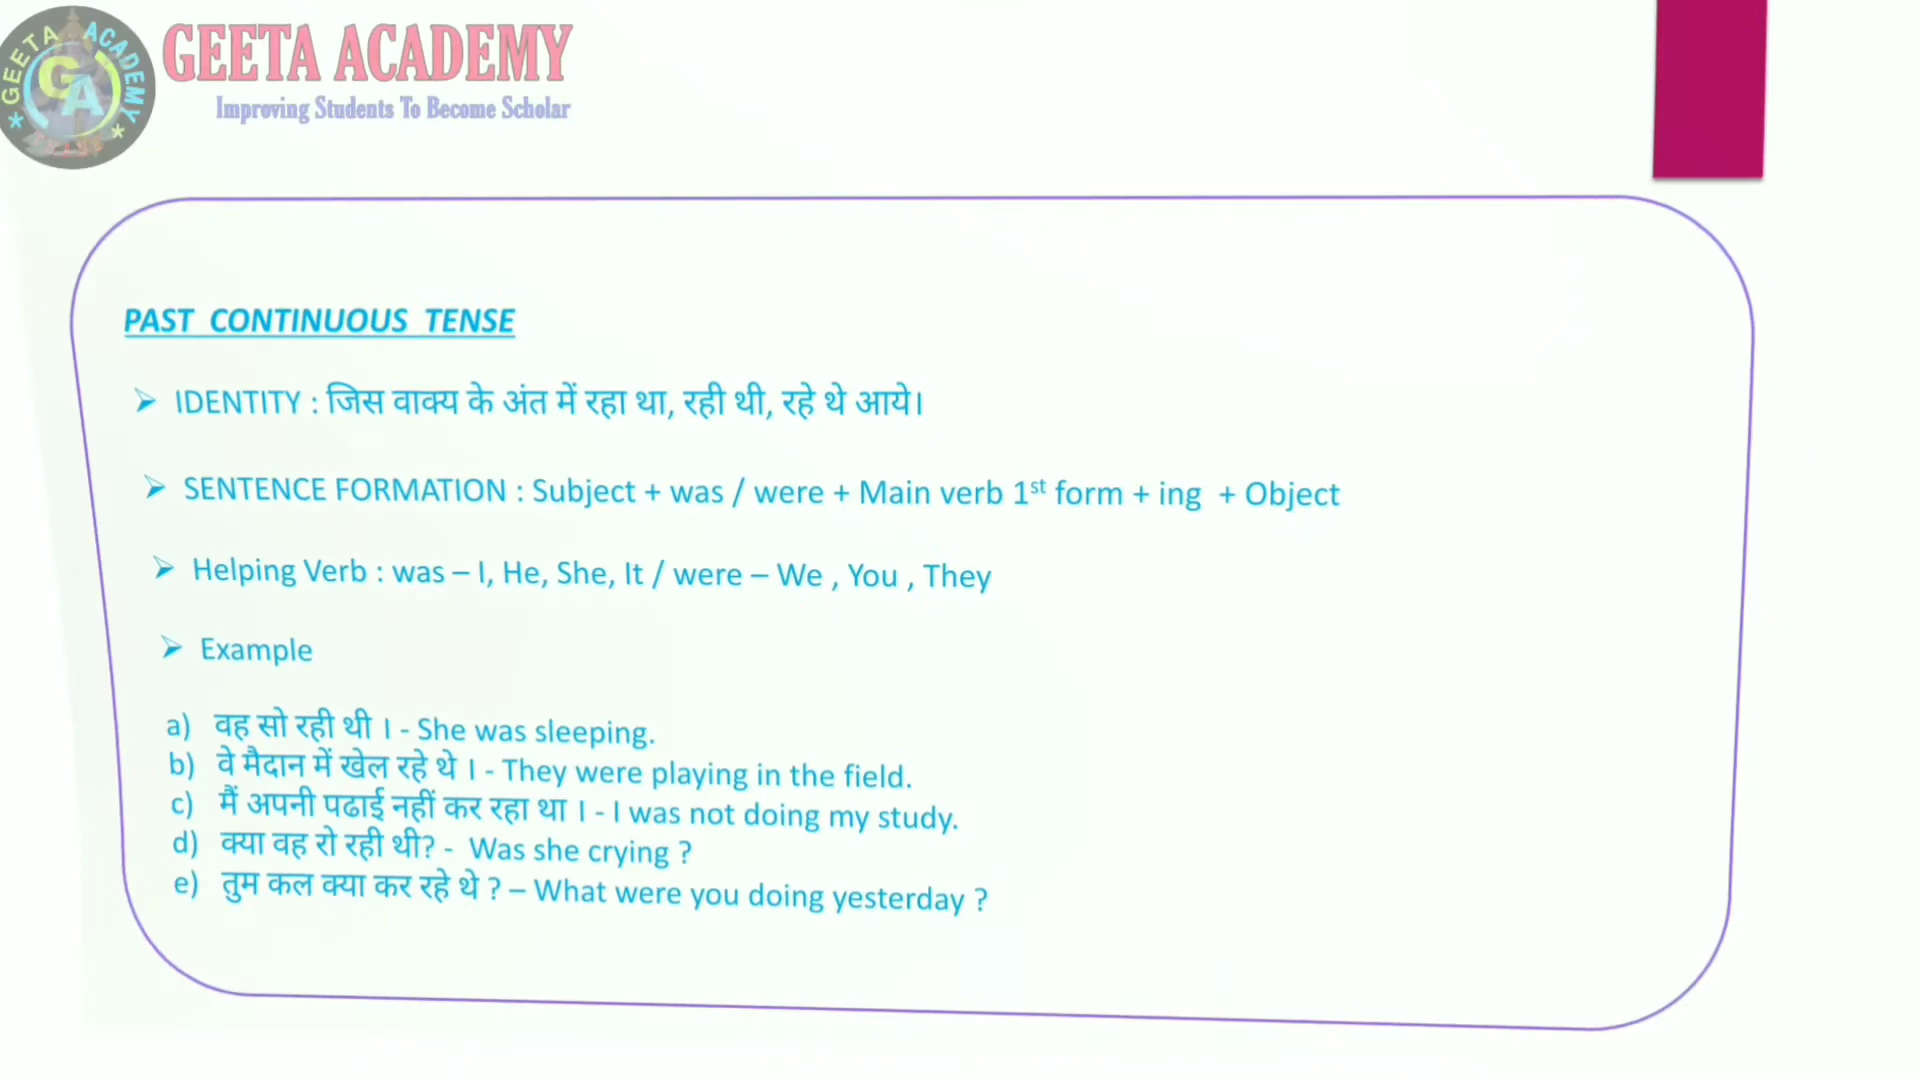 GEETA ACADEMY
GA
GEETA ACADEMY
Improving Students To Become Scholar
PAST CONTINUOUS TENSE
➢ IDENTITY : जिस वाक्य के अंत में रहा था, रही थी, रहे थे आये।
➢ SENTENCE FORMATION : Subject + was / were + Main verb 1st form + ing + Object
➢ Helping Verb : was – I, He, She, It / were – We , You , They
➢ Example
a) वह सो रही थी । - She was sleeping.
b) वे मैदान में खेल रहे थे । - They were playing in the field.
c) मैं अपनी पढाई नहीं कर रहा था । - I was not doing my study.
d) क्या वह रो रही थी? - Was she crying ?
e) तुम कल क्या कर रहे थे ? – What were you doing yesterday ?